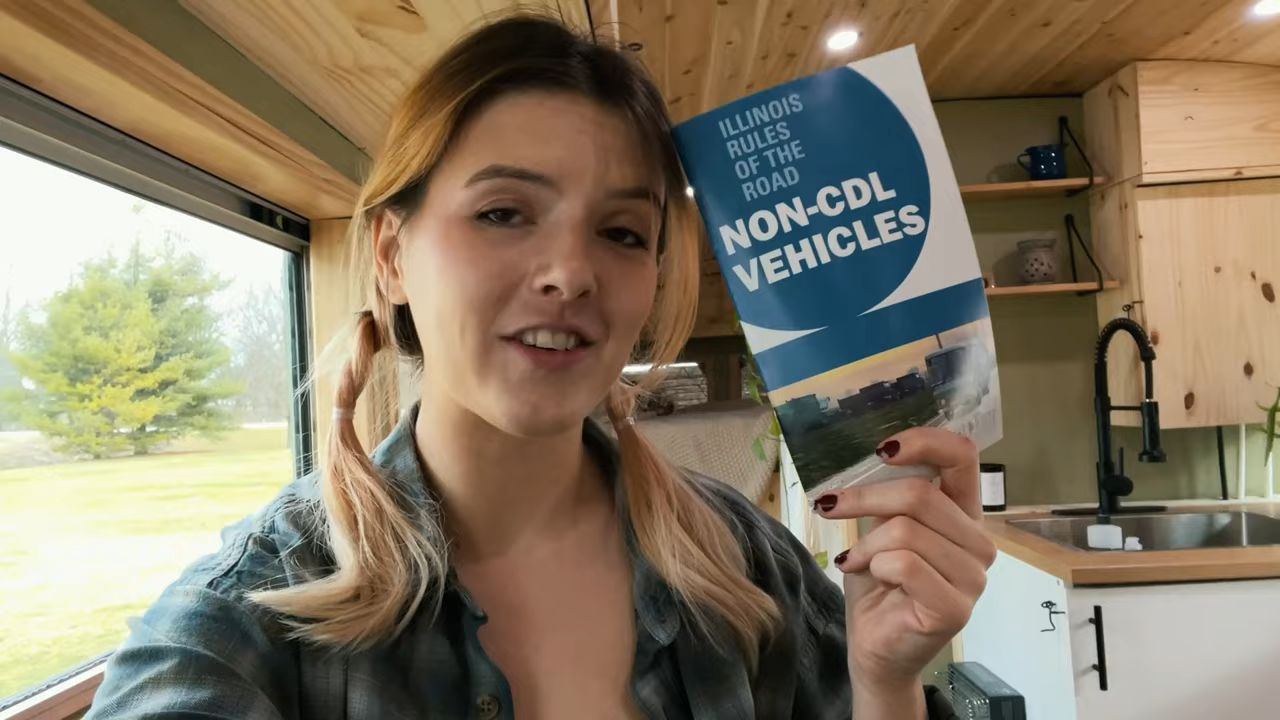 ILLINOIS
RULES
OF THE
ROAD
NON-CDL
VEHICLES